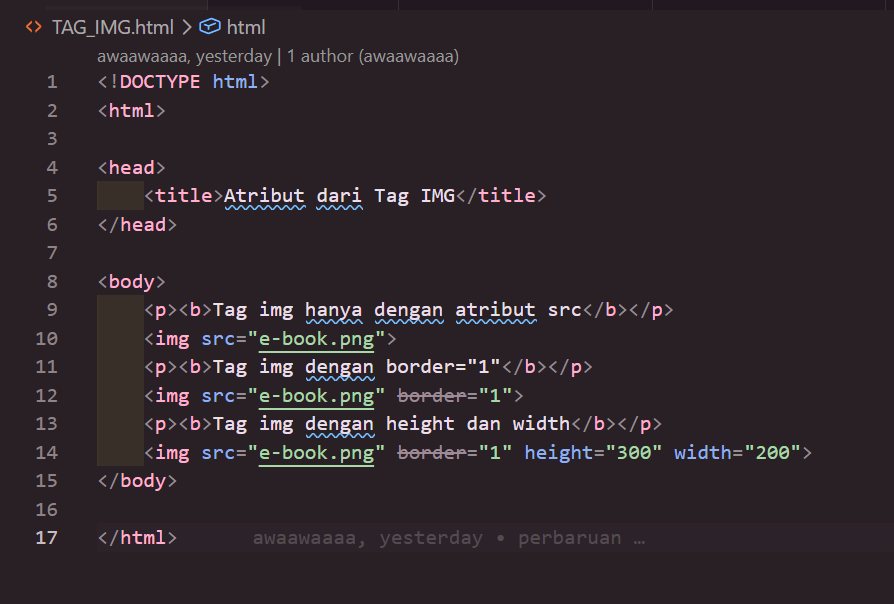 TAG_IMG.html > html
awaawaaaa, yesterday | 1 author (awaawaaaa)
1 <!DOCTYPE html>
2 <html>
3
4 <head>
5 <title>Atribut dari Tag IMG</title>
6 </head>
7
8 <body>
9 <p><b>Tag img hanya dengan atribut src</b></p>
10 <img src="e-book.png">
11 <p><b>Tag img dengan border="1"</b></p>
12 <img src="e-book.png" border="1">
13 <p><b>Tag img dengan height dan width</b></p>
14 <img src="e-book.png" border="1" height="300" width="200">
15 </body>
16
17 </html> awaawaaaa, yesterday • perbaruan …